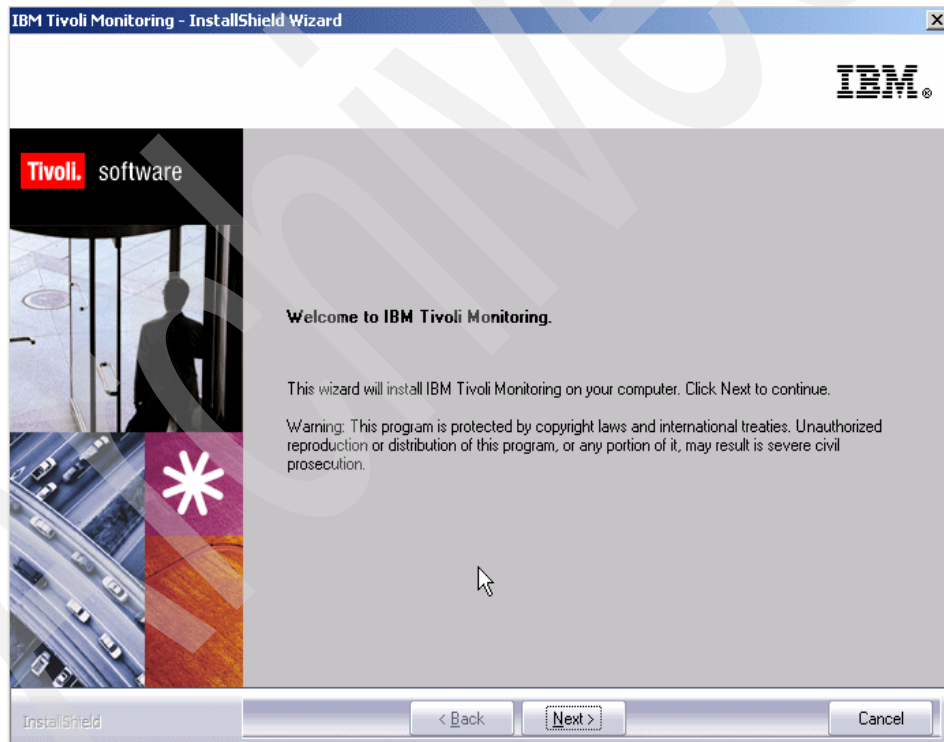 IBM Tivoli Monitoring - InstallShield Wizard
IBM®
Tivoli. software
Welcome to IBM Tivoli Monitoring.
This wizard will install IBM Tivoli Monitoring on your computer. Click Next to continue.
Warning: This program is protected by copyright laws and international treaties. Unauthorized
reproduction or distribution of this program, or any portion of it, may result is severe civil
prosecution.
InstallShield
< Back
Next >
Cancel